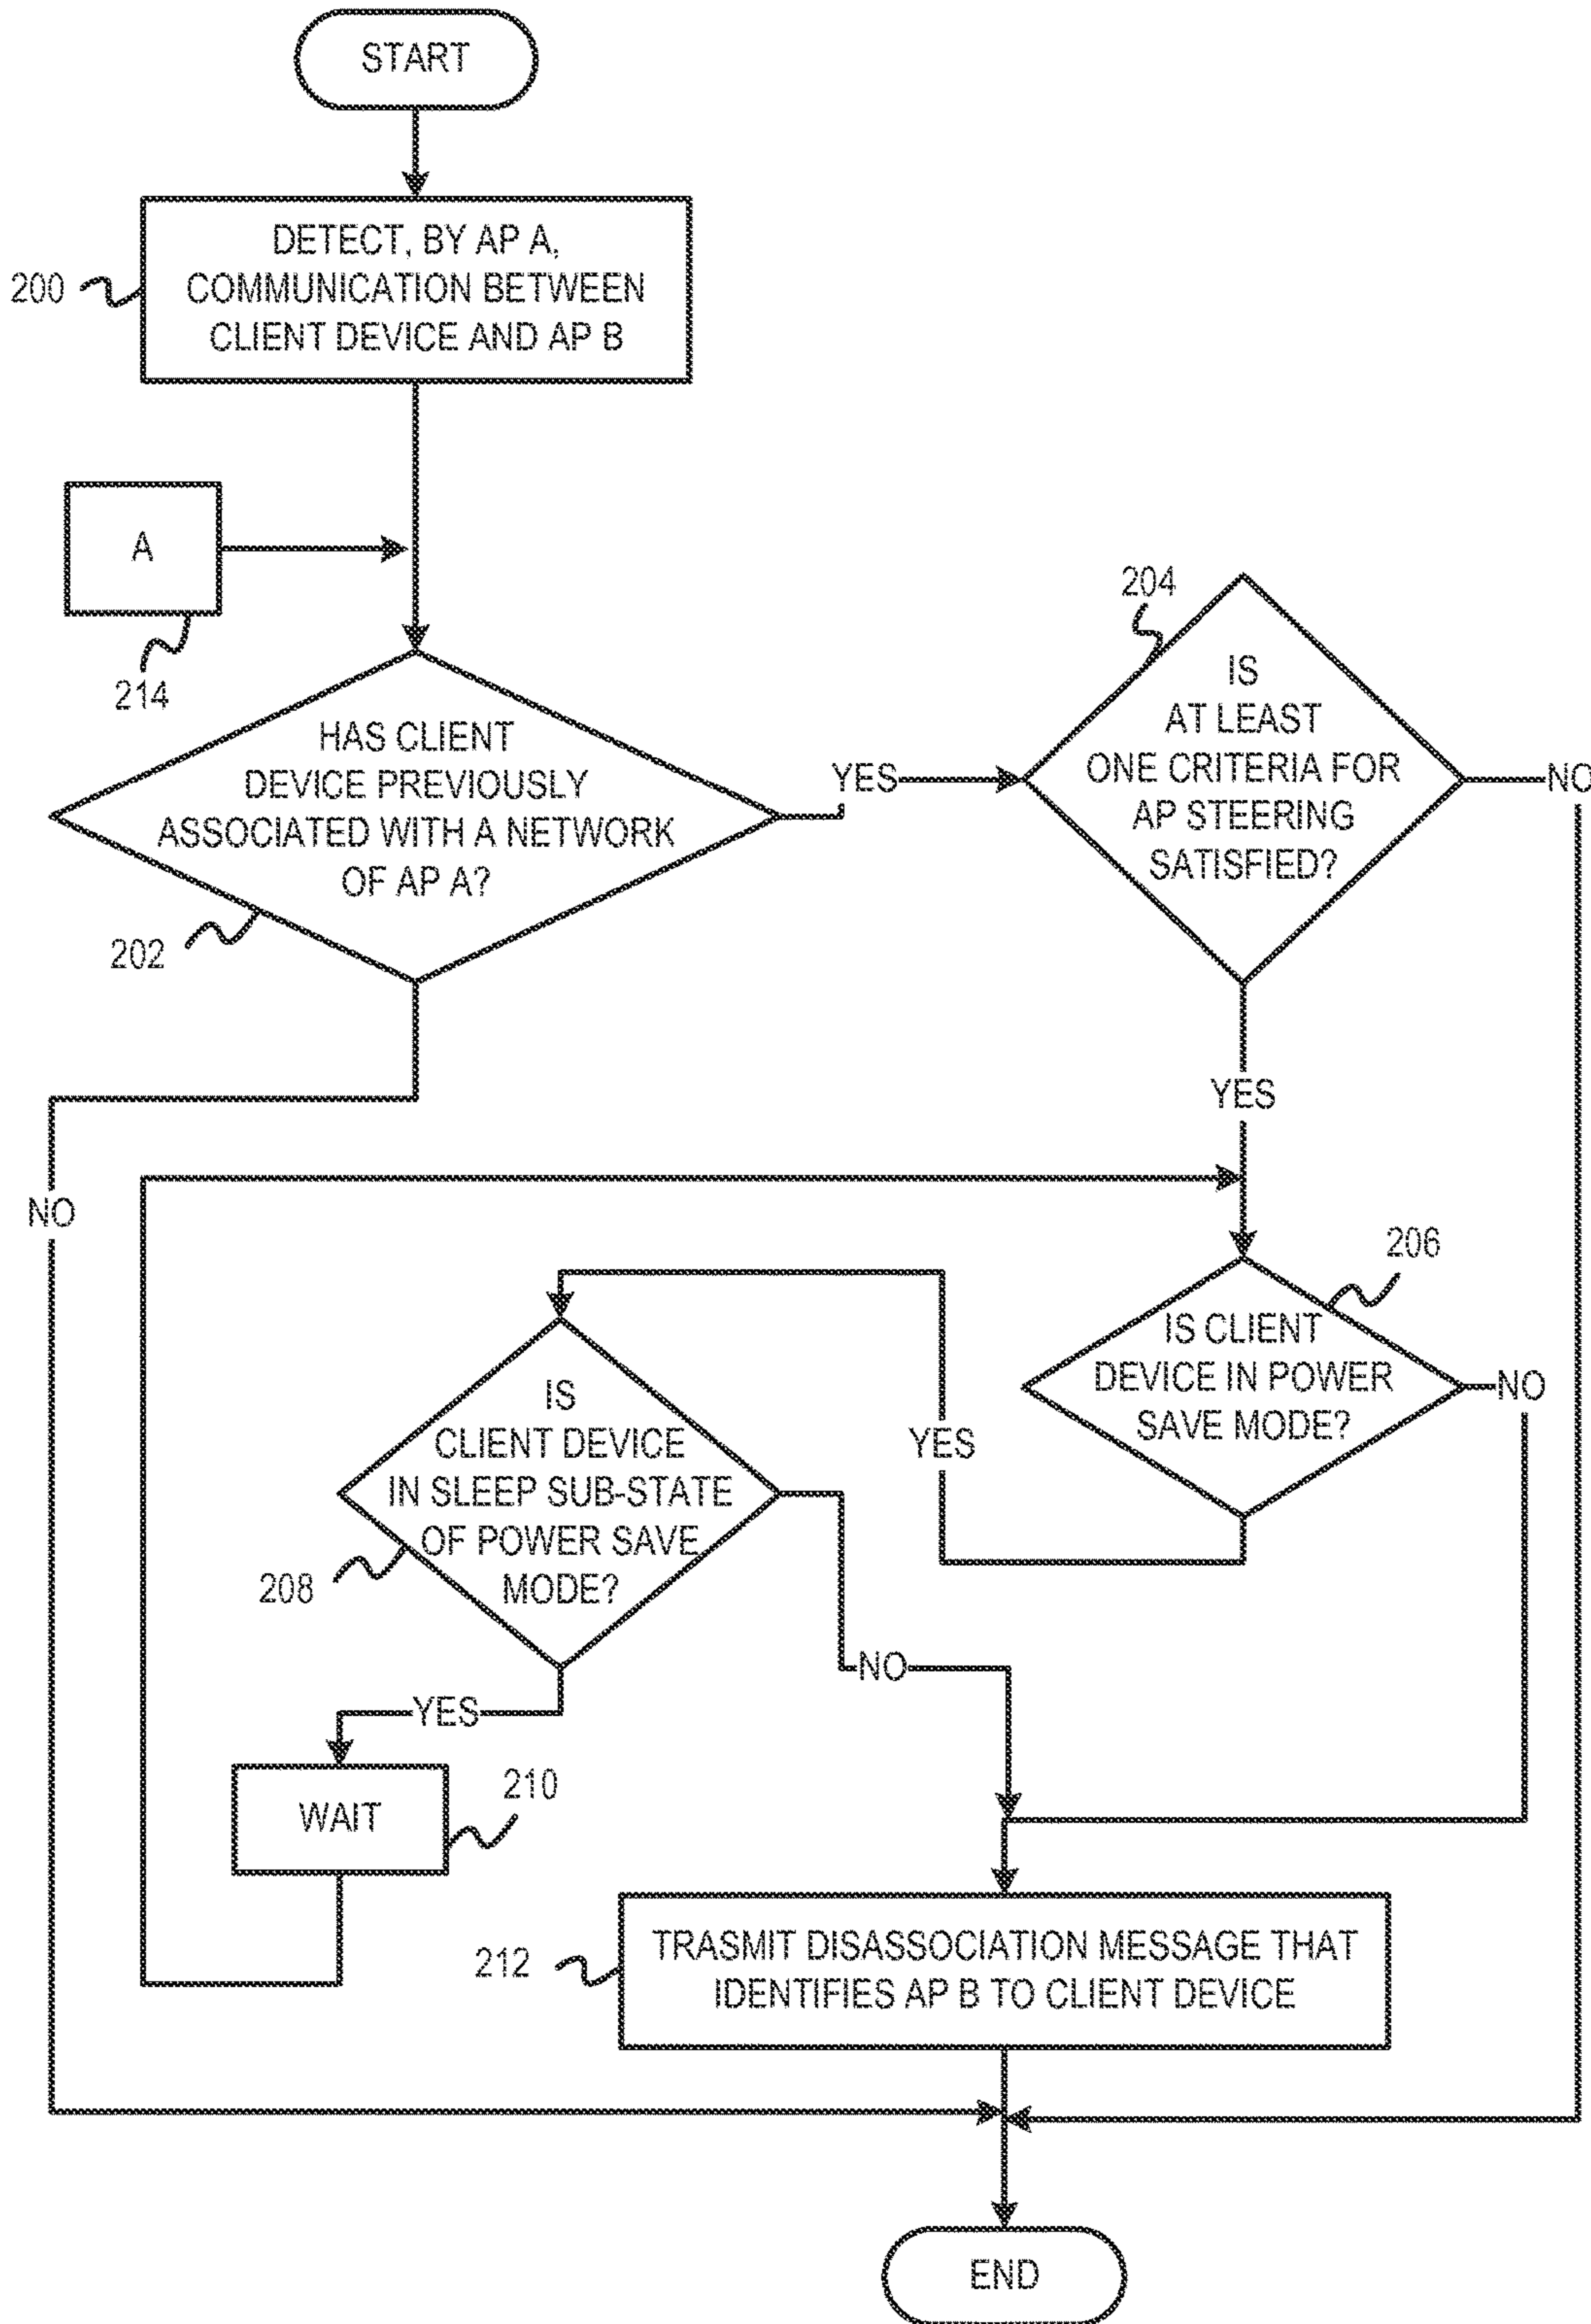 START
200
DETECT, BY AP A,
COMMUNICATION BETWEEN
CLIENT DEVICE AND AP B
A
214
HAS CLIENT
DEVICE PREVIOUSLY
ASSOCIATED WITH A NETWORK
OF AP A?
202
YES
204
IS
AT LEAST
ONE CRITERIA FOR
AP STEERING
SATISFIED?
NO
YES
NO
206
IS CLIENT
DEVICE IN POWER
SAVE MODE?
NO
YES
IS
CLIENT DEVICE
IN SLEEP SUB-STATE
OF POWER SAVE
MODE?
208
NO
YES
WAIT
210
212
TRASMIT DISASSOCIATION MESSAGE THAT
IDENTIFIES AP B TO CLIENT DEVICE
END